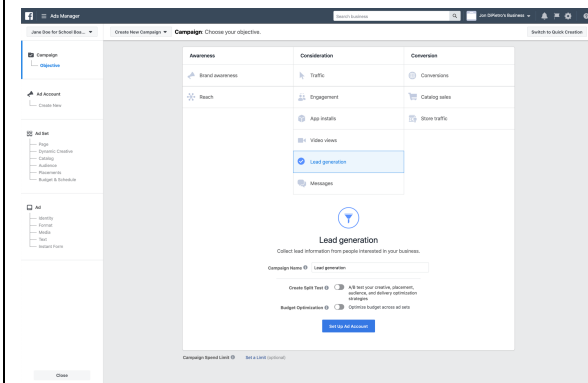 Ads Manager
Search business
Jon DiPietro's Business
Jane Doe for School Boa...
Create New Campaign
Campaign: Choose your objective.
Switch to Quick Creation
Campaign
Objective
Ad Account
Create New
Ad Set
Page
Dynamic Creative
Catalog
Audience
Placements
Budget & Schedule
Ad
Identity
Format
Media
Text
Instant Form
Close
Awareness
Consideration
Conversion
Brand awareness
Traffic
Conversions
Reach
Engagement
Catalog sales
App installs
Store traffic
Video views
Lead generation
Messages
Lead generation
Collect lead information from people interested in your business.
Campaign Name
Lead generation
Create Split Test
A/B test your creative, placement,
audience, and delivery optimization
strategies
Budget Optimization
Optimize budget across ad sets
Set Up Ad Account
Campaign Spend Limit
Set a Limit (optional)